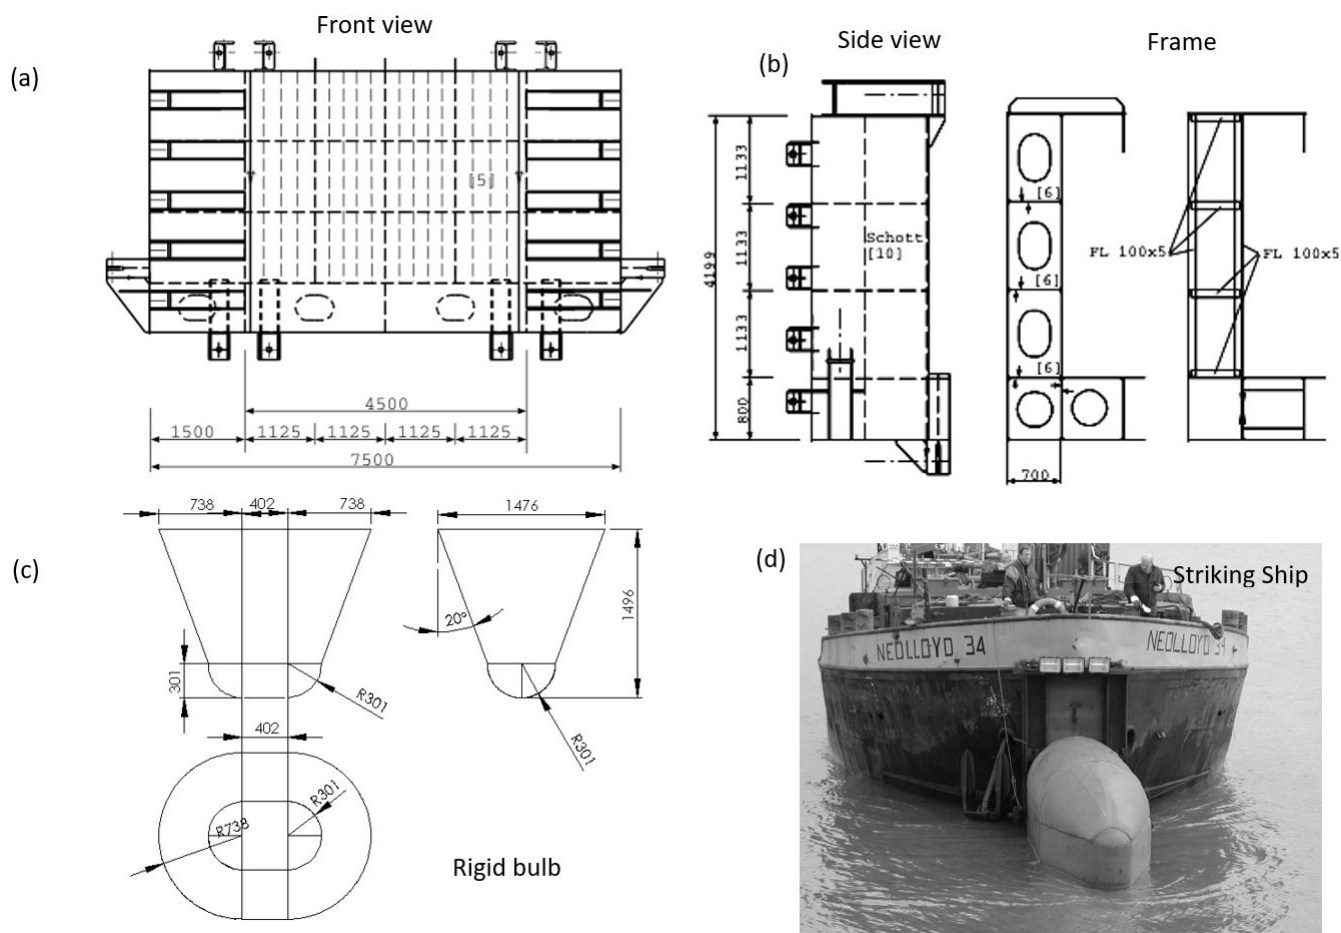 Front view
(a)
[5]
4500
1500
1125
1125
1125
1125
7500
Side view
Frame
(b)
1133
1133
1133
800
4199
Schott
[10]
[6]
[6]
[6]
FL 100x5
FL 100x5
700
(c)
738
402
738
1476
20°
1496
301
R301
R301
402
R301
R738
Rigid bulb
(d)
Striking Ship
NEOLLOYD 34
NEOLLOYD 34